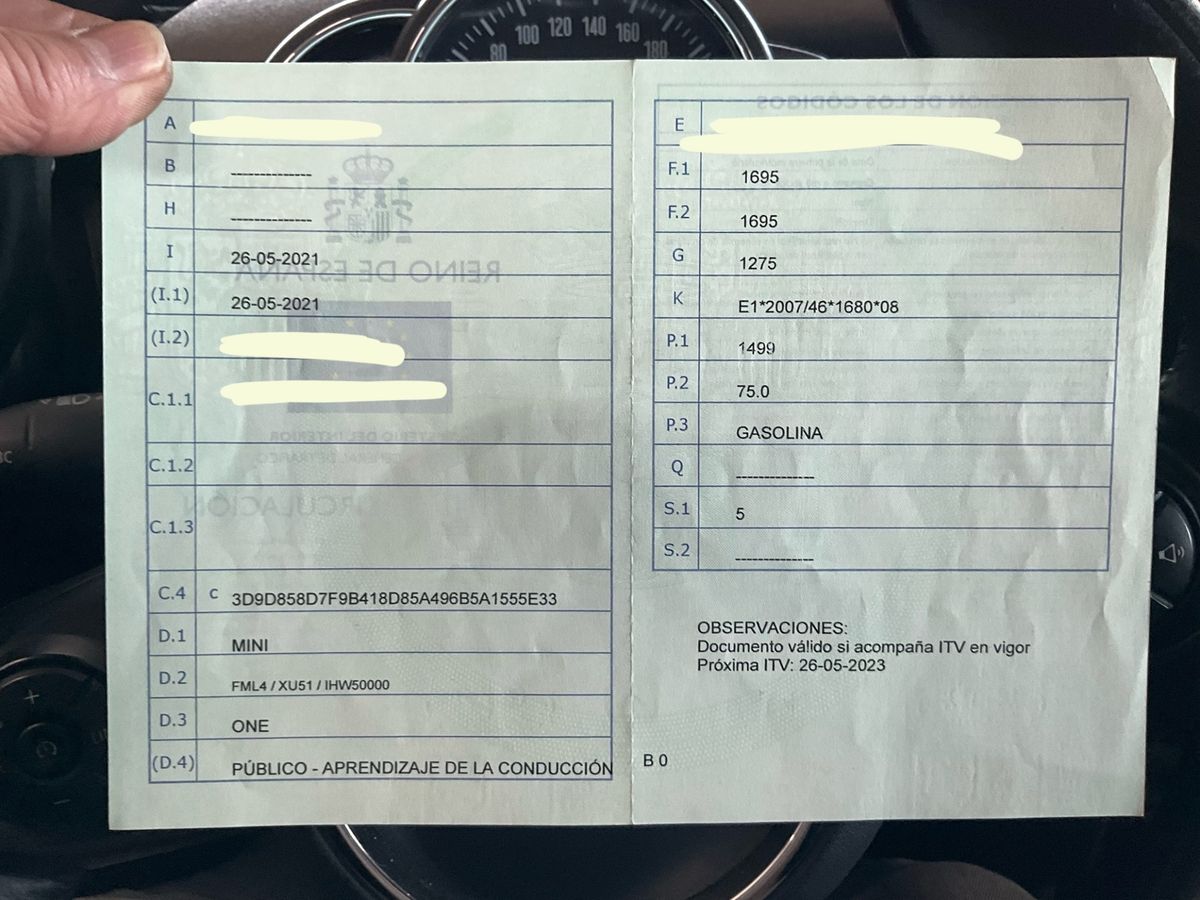 80 100 120 140 160 180
A
B --------------
H --------------
I 26-05-2021
(I.1) 26-05-2021
(I.2)
C.1.1
C.1.2
C.1.3
C.4 C 3D9D858D7F9B418D85A496B5A1555E33
D.1 MINI
D.2 FML4 / XU51 / IHW50000
D.3 ONE
(D.4) PÚBLICO - APRENDIZAJE DE LA CONDUCCIÓN
REINO DE ESPAÑA
E
F.1 1695
F.2 1695
G 1275
K E1*2007/46*1680*08
P.1 1499
P.2 75.0
P.3 GASOLINA
Q --------------
S.1 5
S.2 --------------
OBSERVACIONES:
Documento válido si acompaña ITV en vigor
Próxima ITV: 26-05-2023
B 0